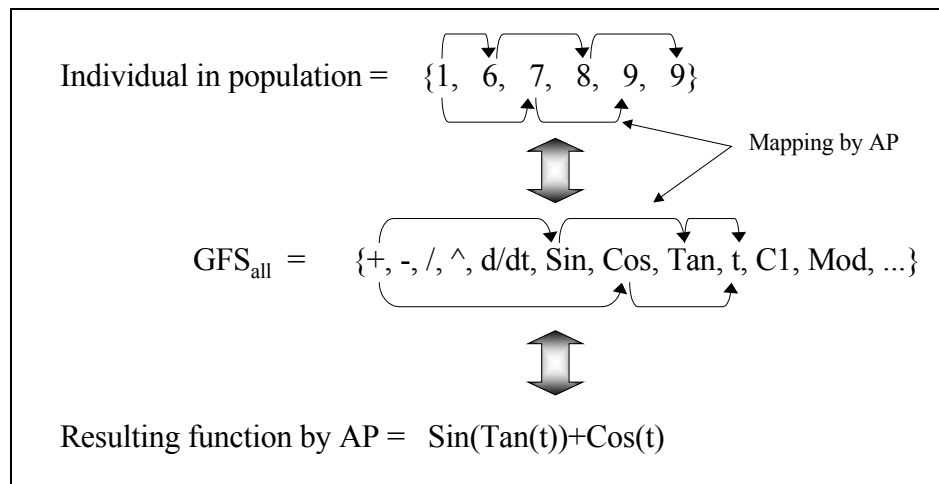 Individual in population = {1, 6, 7, 8, 9, 9}
Mapping by AP
GFSall = {+, -, /, ^, d/dt, Sin, Cos, Tan, t, C1, Mod, ...}
Resulting function by AP = Sin(Tan(t))+Cos(t)